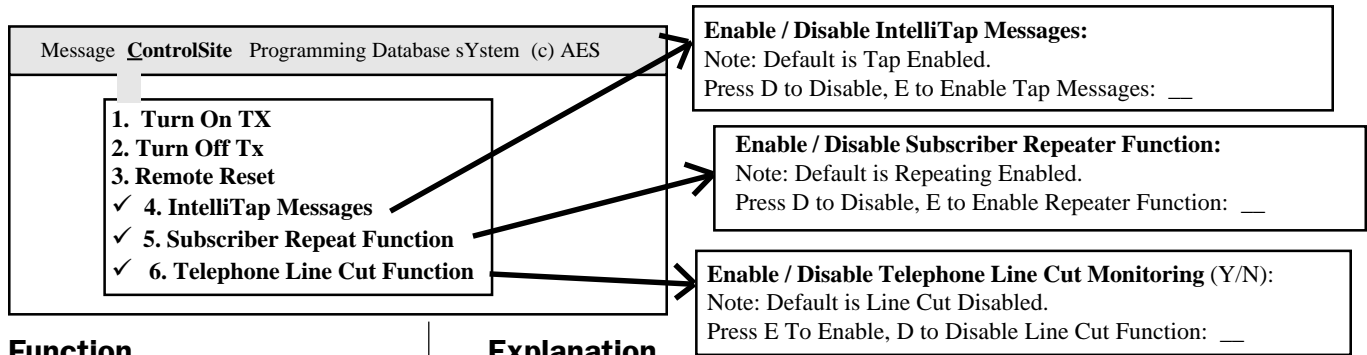 Message ControlSite Programming Database sYstem (c) AES
1. Turn On TX
2. Turn Off Tx
3. Remote Reset
✓ 4. IntelliTap Messages
✓ 5. Subscriber Repeat Function
✓ 6. Telephone Line Cut Function
Enable / Disable IntelliTap Messages:
Note: Default is Tap Enabled.
Press D to Disable, E to Enable Tap Messages: __
Enable / Disable Subscriber Repeater Function:
Note: Default is Repeating Enabled.
Press D to Disable, E to Enable Repeater Function: __
Enable / Disable Telephone Line Cut Monitoring (Y/N):
Note: Default is Line Cut Disabled.
Press E To Enable, D to Disable Line Cut Function: __
Function
Explanation